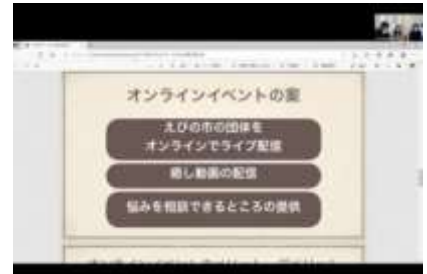 オンラインイベントの案
えびの市の団体を
オンラインでライブ配信
癒し動画の配信
悩みを相談できるところの提供